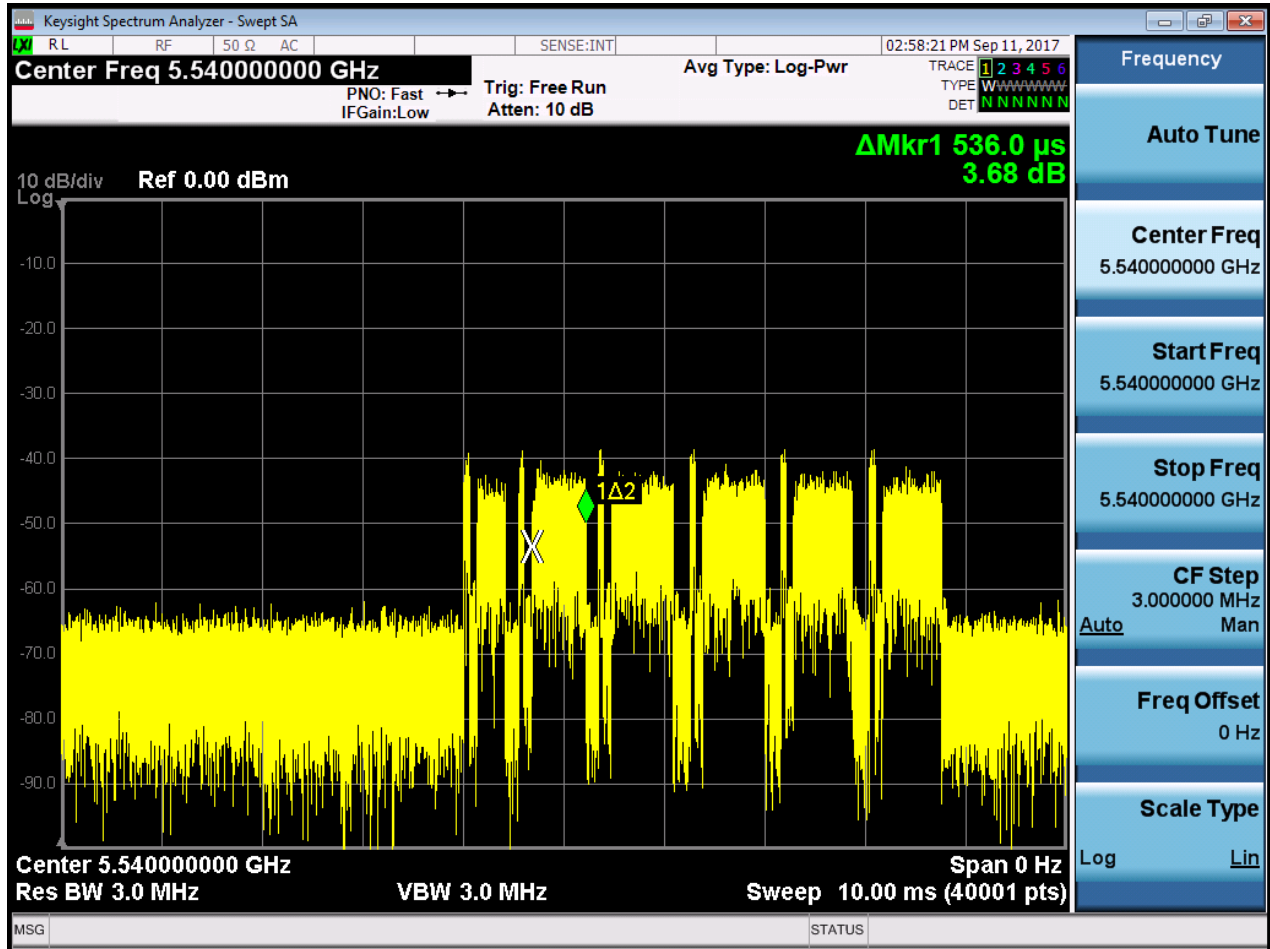 Keysight Spectrum Analyzer - Swept SA
LXI RL RF 50 Ω AC SENSE:INT 02:58:21 PM Sep 11, 2017
Center Freq 5.540000000 GHz
PNO: Fast
IFGain:Low
Trig: Free Run
Atten: 10 dB
Avg Type: Log-Pwr
TRACE 1 2 3 4 5 6
TYPE WWWWWW
DET N N N N N N
ΔMkr1 536.0 µs
3.68 dB
10 dB/div Ref 0.00 dBm
Log
-10.0
-20.0
-30.0
-40.0
-50.0
-60.0
-70.0
-80.0
-90.0
1Δ2
X
Center 5.540000000 GHz Span 0 Hz
Res BW 3.0 MHz VBW 3.0 MHz Sweep 10.00 ms (40001 pts)
MSG STATUS
Frequency
Auto Tune
Center Freq
5.540000000 GHz
Start Freq
5.540000000 GHz
Stop Freq
5.540000000 GHz
CF Step
3.000000 MHz
Auto Man
Freq Offset
0 Hz
Scale Type
Log Lin